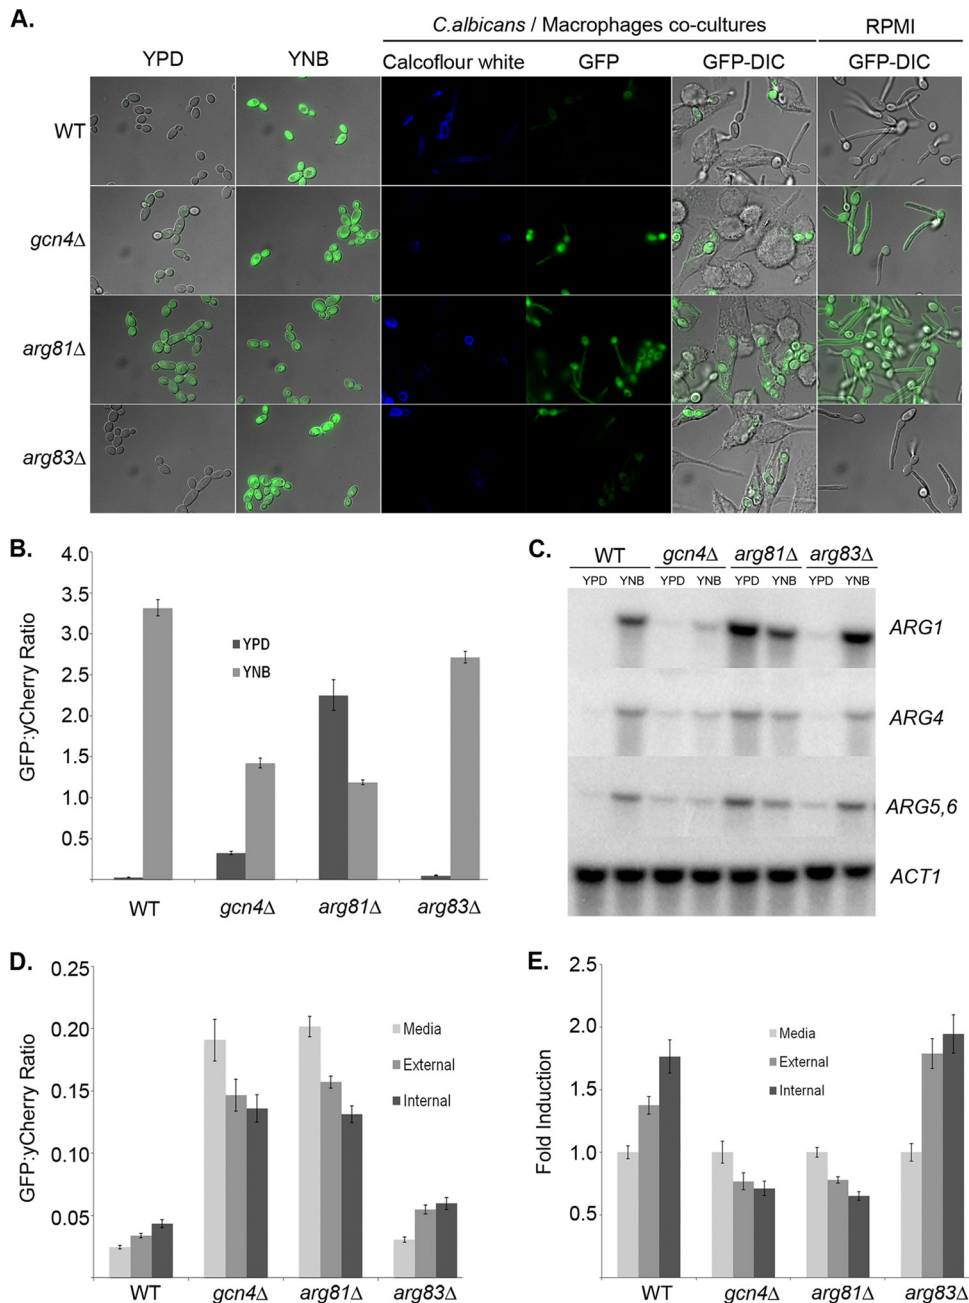 A.
C.albicans / Macrophages co-cultures
RPMI
YPD
YNB
Calcoflour white
GFP
GFP-DIC
GFP-DIC
WT
gcn4Δ
arg81Δ
arg83Δ
B.
4.0
3.5
3.0
2.5
2.0
1.5
1.0
0.5
GFP:yCherry Ratio
YPD
YNB
WT
gcn4Δ
arg81Δ
arg83Δ
C.
WT
gcn4Δ
arg81Δ
arg83Δ
YPD YNB YPD YNB YPD YNB YPD YNB
ARG1
ARG4
ARG5,6
ACT1
D.
0.25
0.20
0.15
0.10
0.05
GFP:yCherry Ratio
Media
External
Internal
WT
gcn4Δ
arg81Δ
arg83Δ
E.
2.5
2.0
1.5
1.0
0.5
Fold Induction
Media
External
Internal
WT
gcn4Δ
arg81Δ
arg83Δ